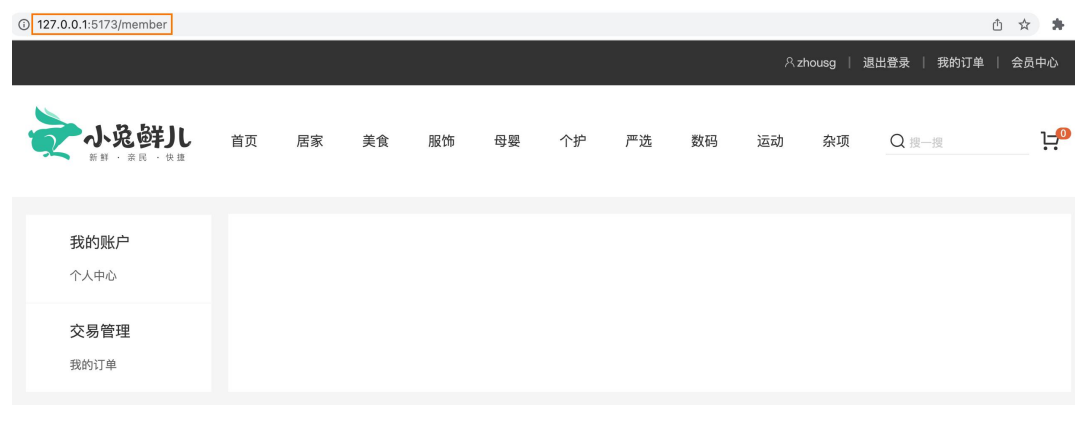 127.0.0.1:5173/member
zhousg | 退出登录 | 我的订单 | 会员中心
小兔鲜儿
新鲜 · 亲民 · 快捷
首页 居家 美食 服饰 母婴 个护 严选 数码 运动 杂项 搜一搜 0
我的账户
个人中心
交易管理
我的订单